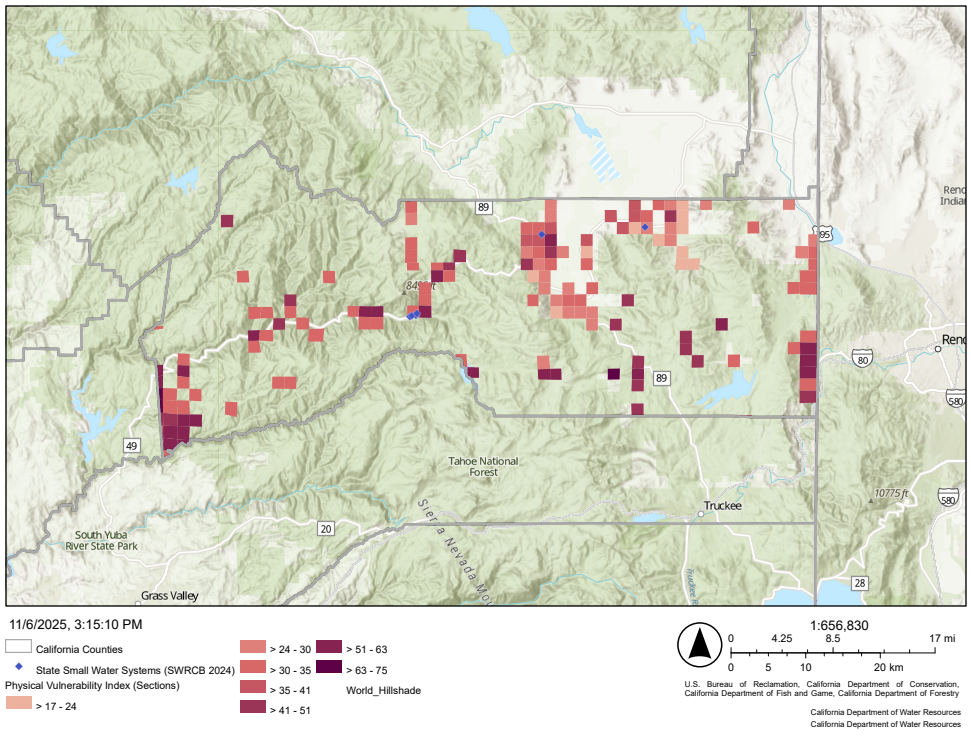 89
Reno
Indian
95
8455 ft
Reno
80
89
580
49
Tahoe National
Forest
10775 ft
580
Truckee
South Yuba
River State Park
20
Sierra Nevada Mo
Truckee R
28
Grass Valley
11/6/2025, 3:15:10 PM
California Counties
State Small Water Systems (SWRCB 2024)
Physical Vulnerability Index (Sections)
> 17 - 24
> 24 - 30
> 30 - 35
> 35 - 41
> 41 - 51
> 51 - 63
> 63 - 75
World_Hillshade
1:656,830
0 4.25 8.5 17 mi
0 5 10 20 km
U.S. Bureau of Reclamation, California Department of Conservation,
California Department of Fish and Game, California Department of Forestry
California Department of Water Resources
California Department of Water Resources